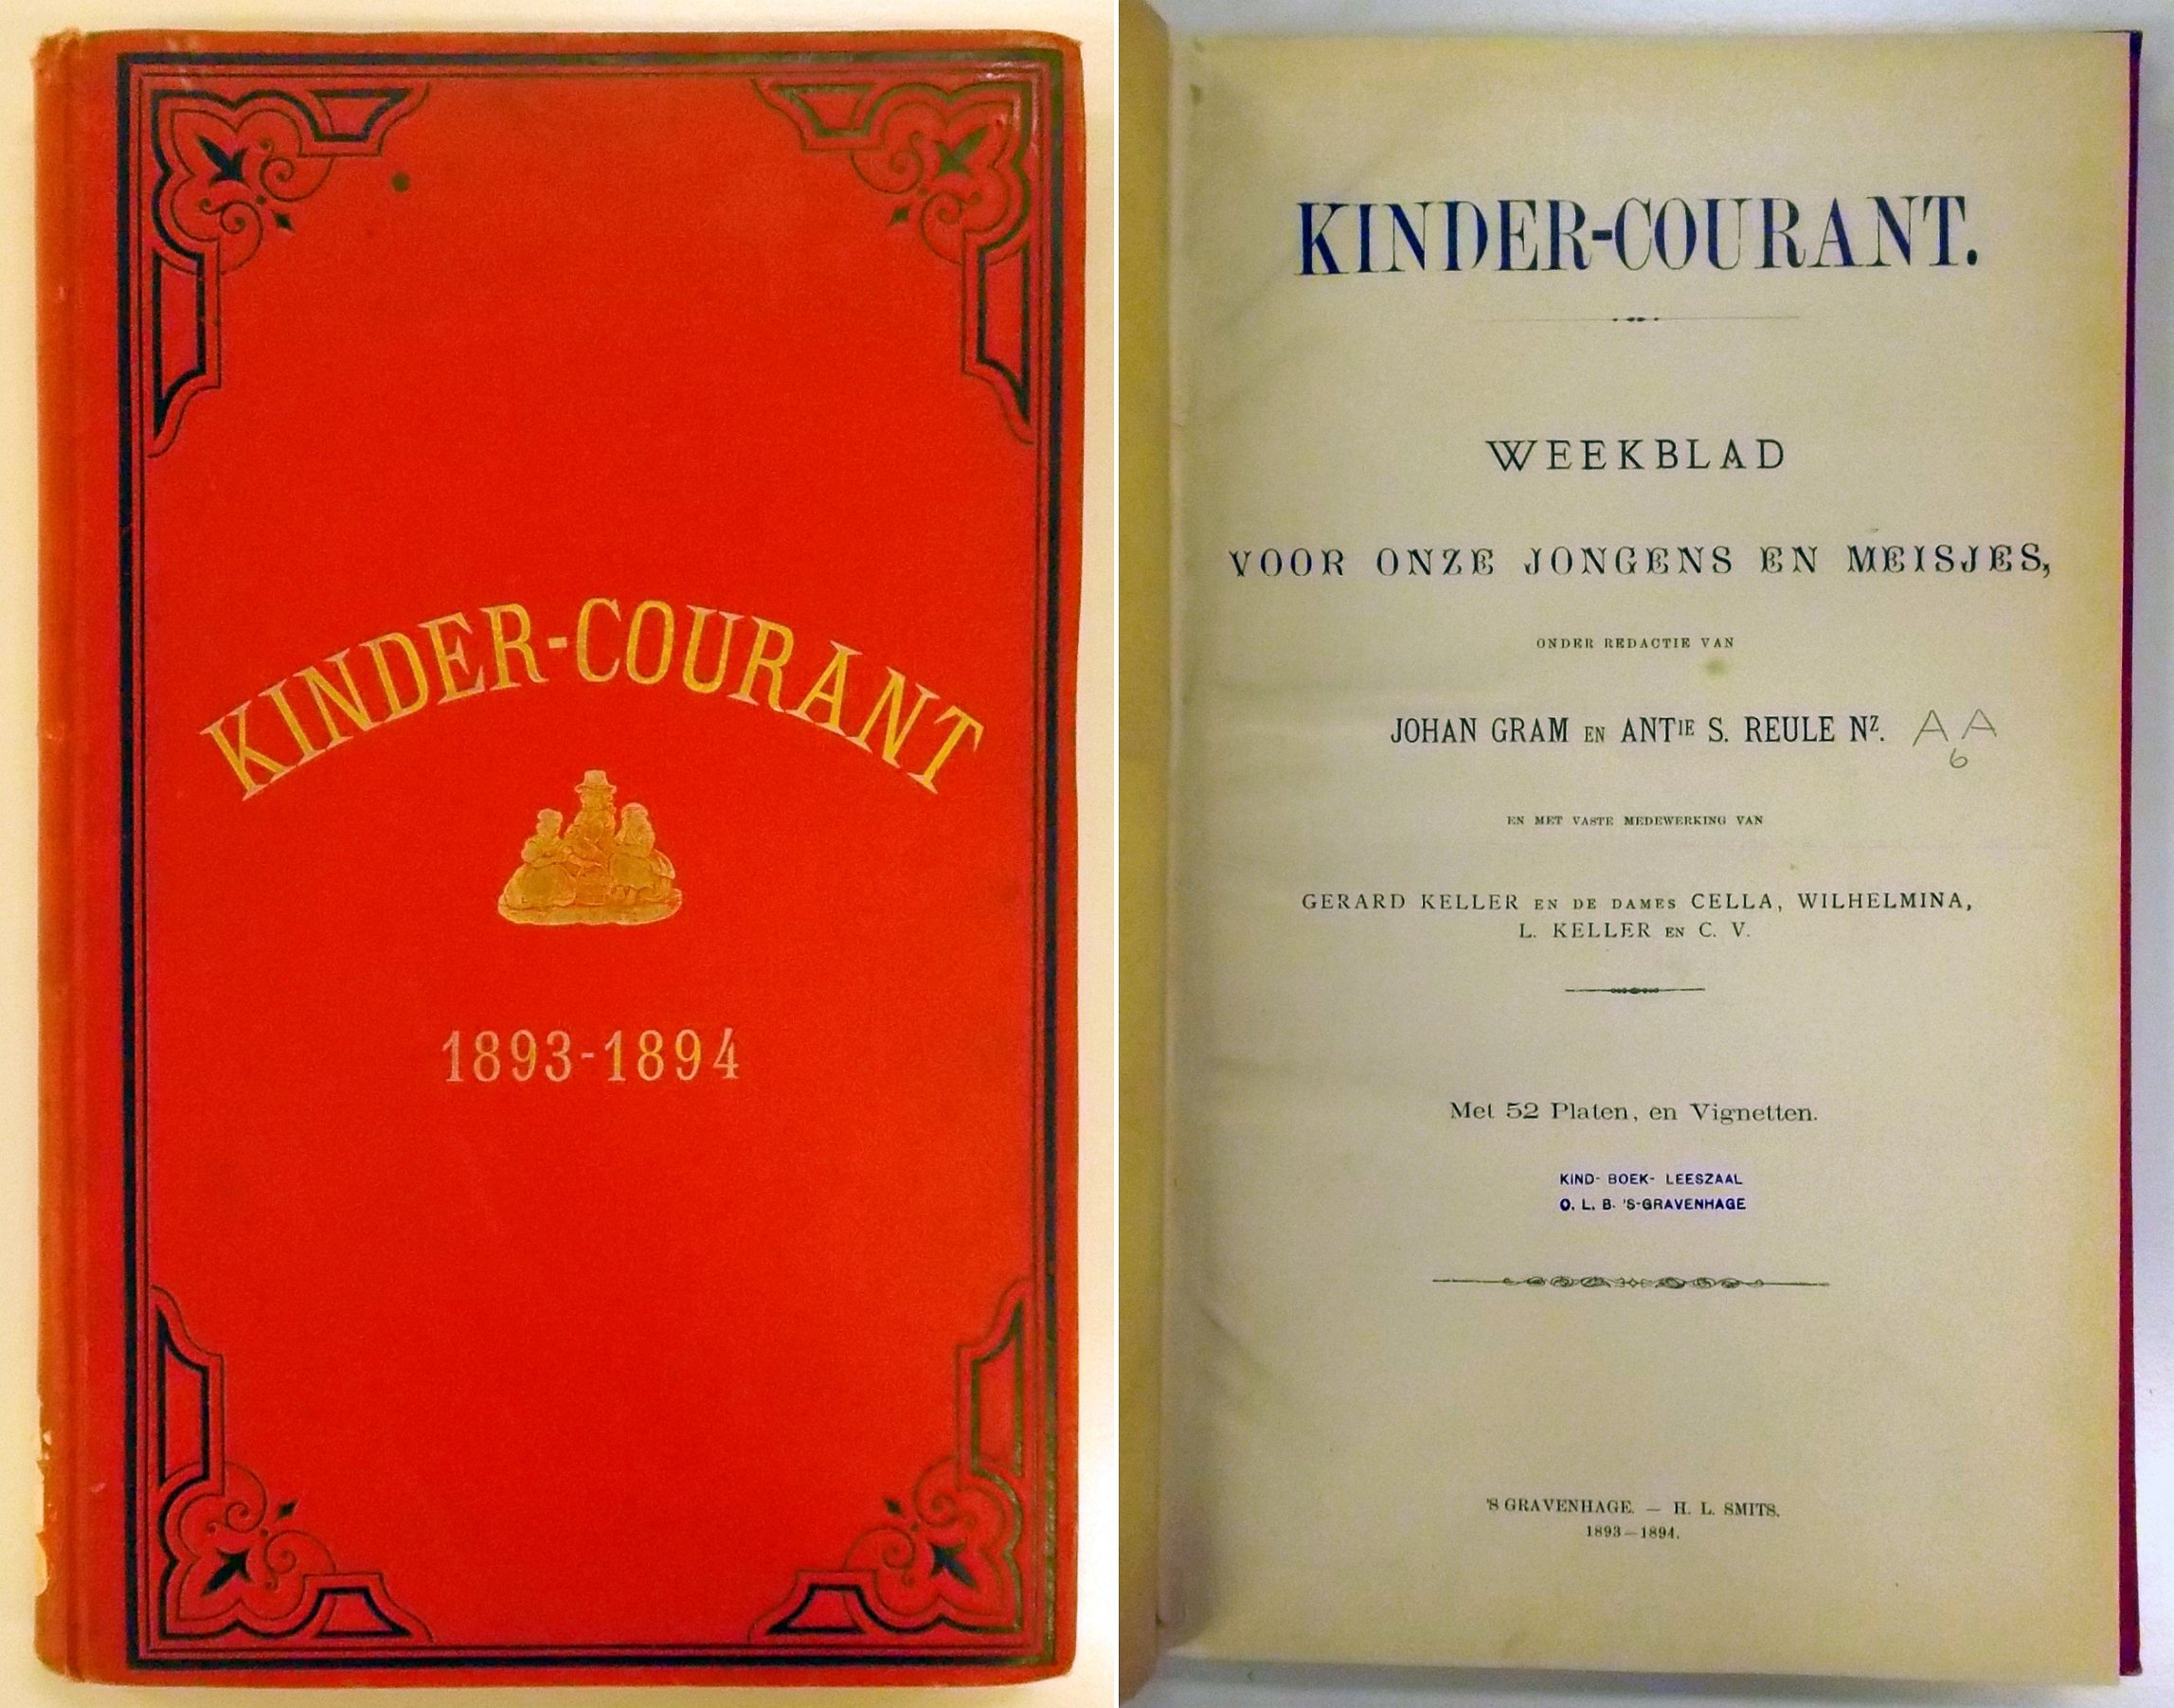 KINDER-COURANT
1893-1894
KINDER-COURANT.
WEEKBLAD
VOOR ONZE JONGENS EN MEISJES,
ONDER REDACTIE VAN
JOHAN GRAM EN ANTIE S. REULE NZ. A A
6
EN MET VASTE MEDEWERKING VAN
GERARD KELLER EN DE DAMES CELLA, WILHELMINA,
L. KELLER EN C. V.
Met 52 Platen, en Vignetten.
KIND- BOEK- LEESZAAL
O. L. B. 'S-GRAVENHAGE
'S GRAVENHAGE. — H. L. SMITS.
1893—1894.